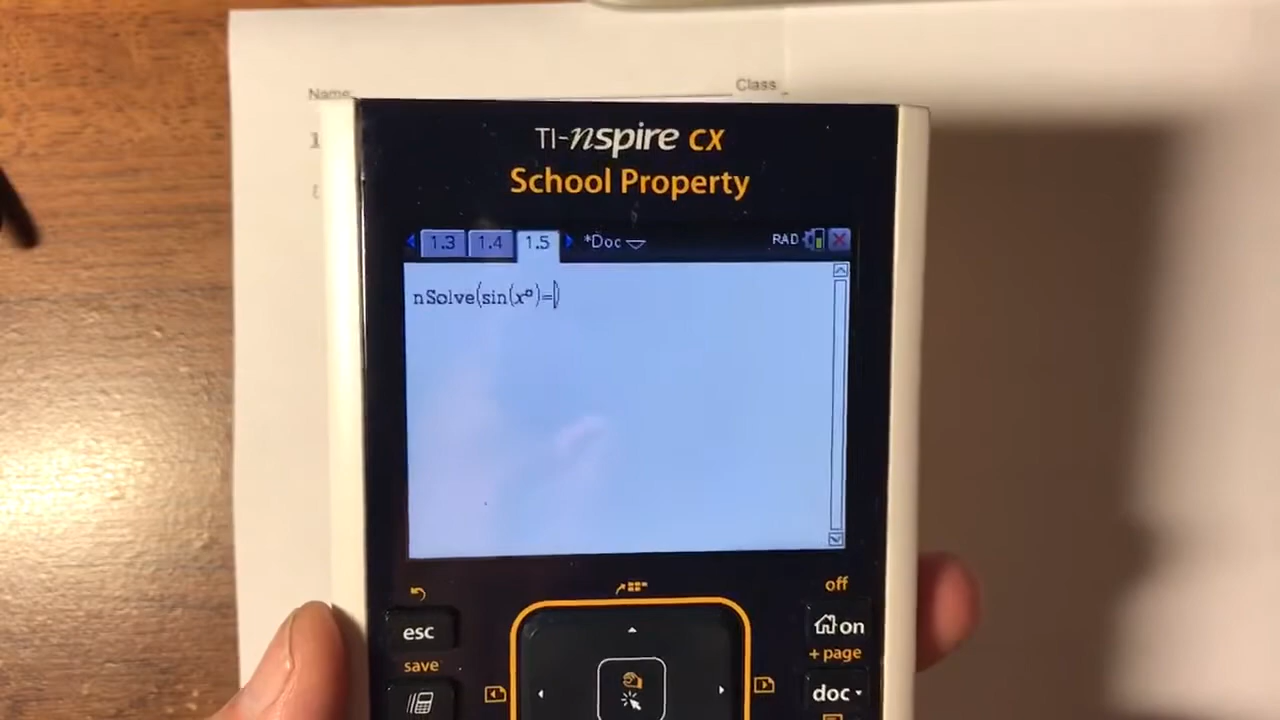 Name
Class
1
TI-nspire CX
School Property
1.3 1.4 1.5 *Doc RAD
nSolve(sin(x°)=)
off
esc
on
save
+ page
doc